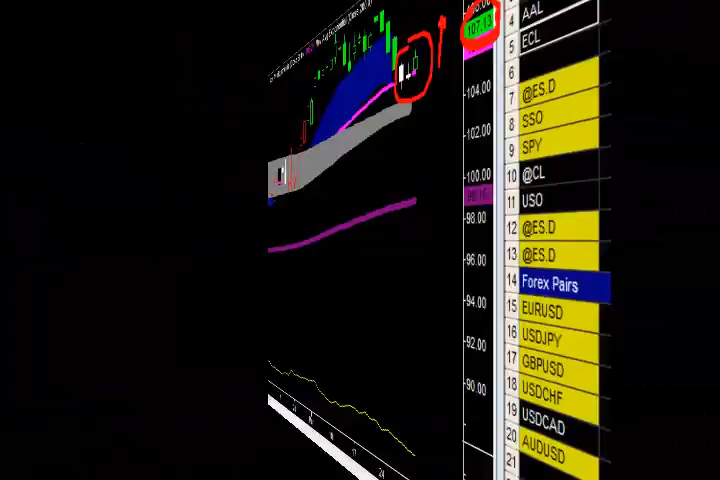 107.13
104.00
102.00
100.00
98.00
96.00
94.00
92.00
90.00
24
4 AAL
5 ECL
6
7 @ES.D
8 SSO
9 SPY
10 @CL
11 USO
12 @ES.D
13 @ES.D
14 Forex Pairs
15 EURUSD
16 USDJPY
17 GBPUSD
18 USDCHF
19 USDCAD
20 AUDUSD
21